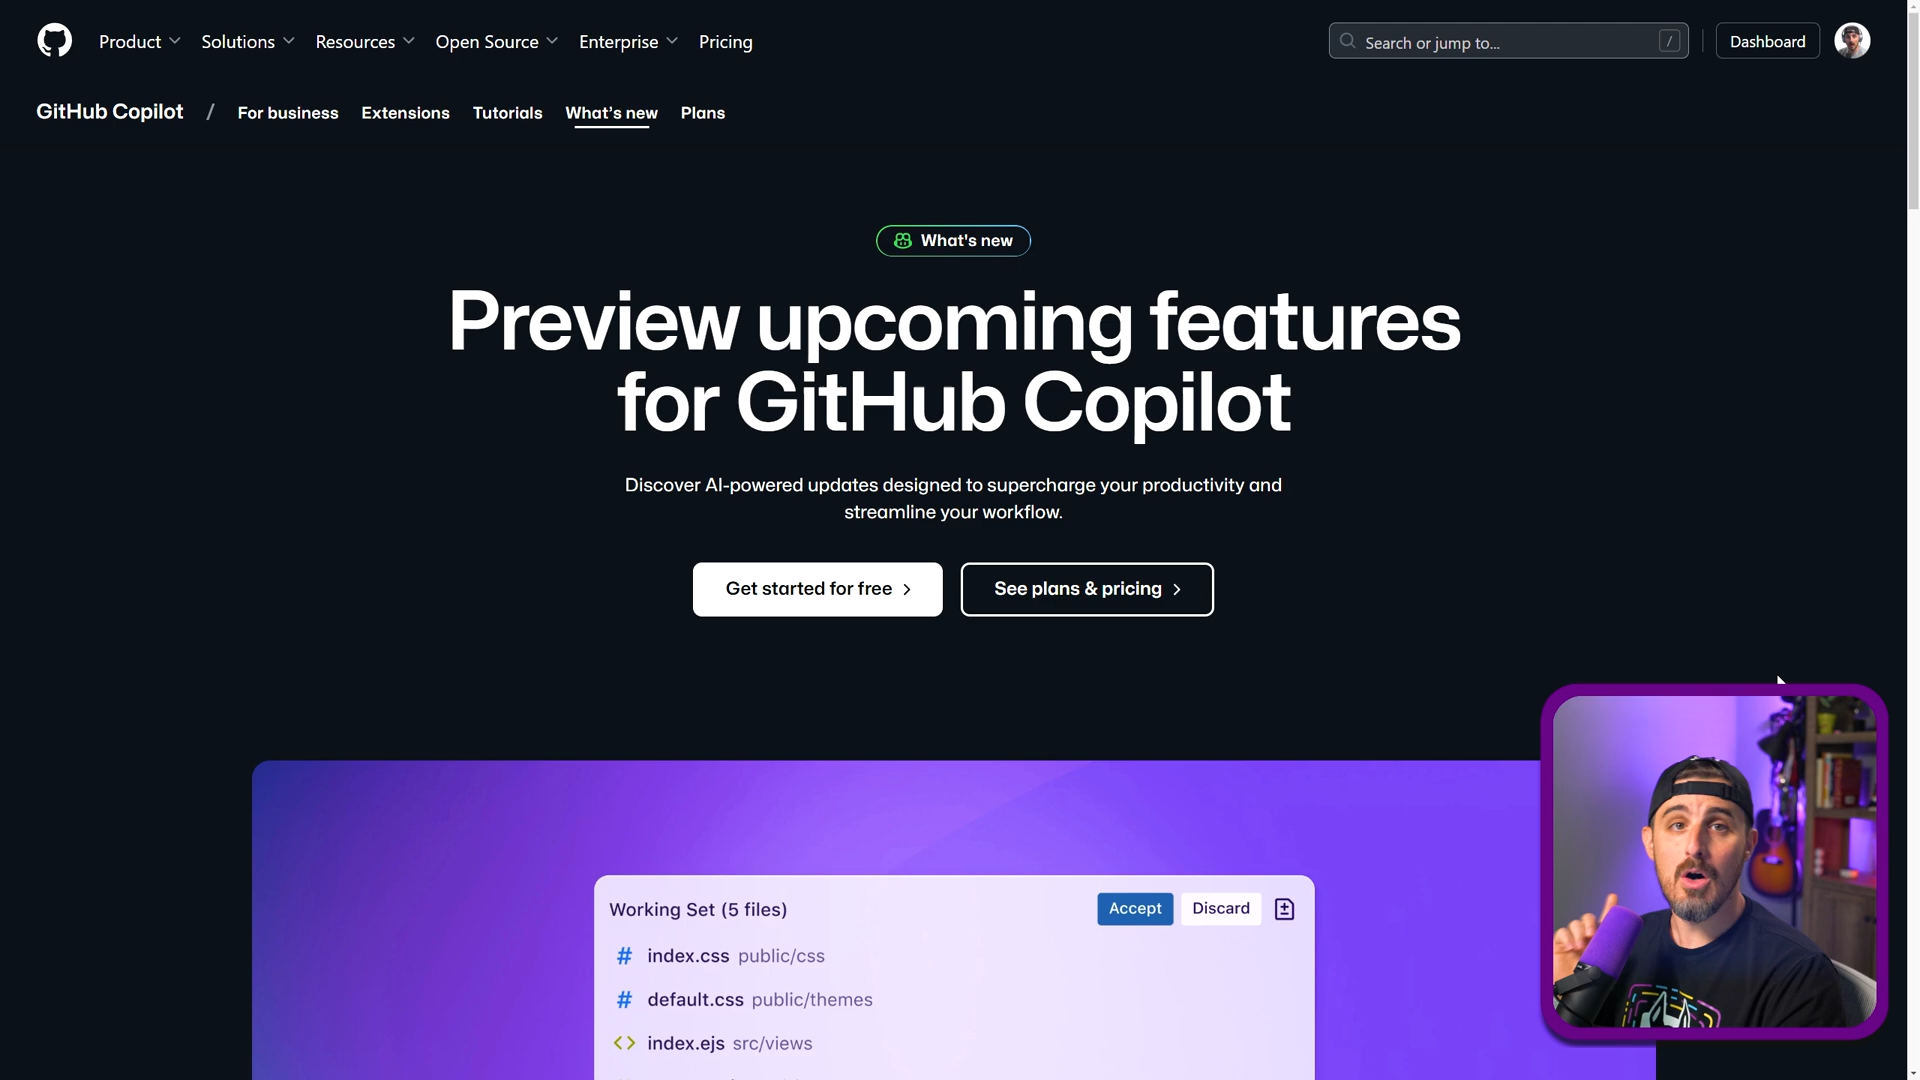 Product
Solutions
Resources
Open Source
Enterprise
Pricing
Search or jump to...
/
Dashboard
GitHub Copilot / For business Extensions Tutorials What's new Plans
What's new
Preview upcoming features
for GitHub Copilot
Discover AI-powered updates designed to supercharge your productivity and
streamline your workflow.
Get started for free
See plans & pricing
Working Set (5 files)
Accept
Discard
# index.css public/css
# default.css public/themes
<> index.ejs src/views